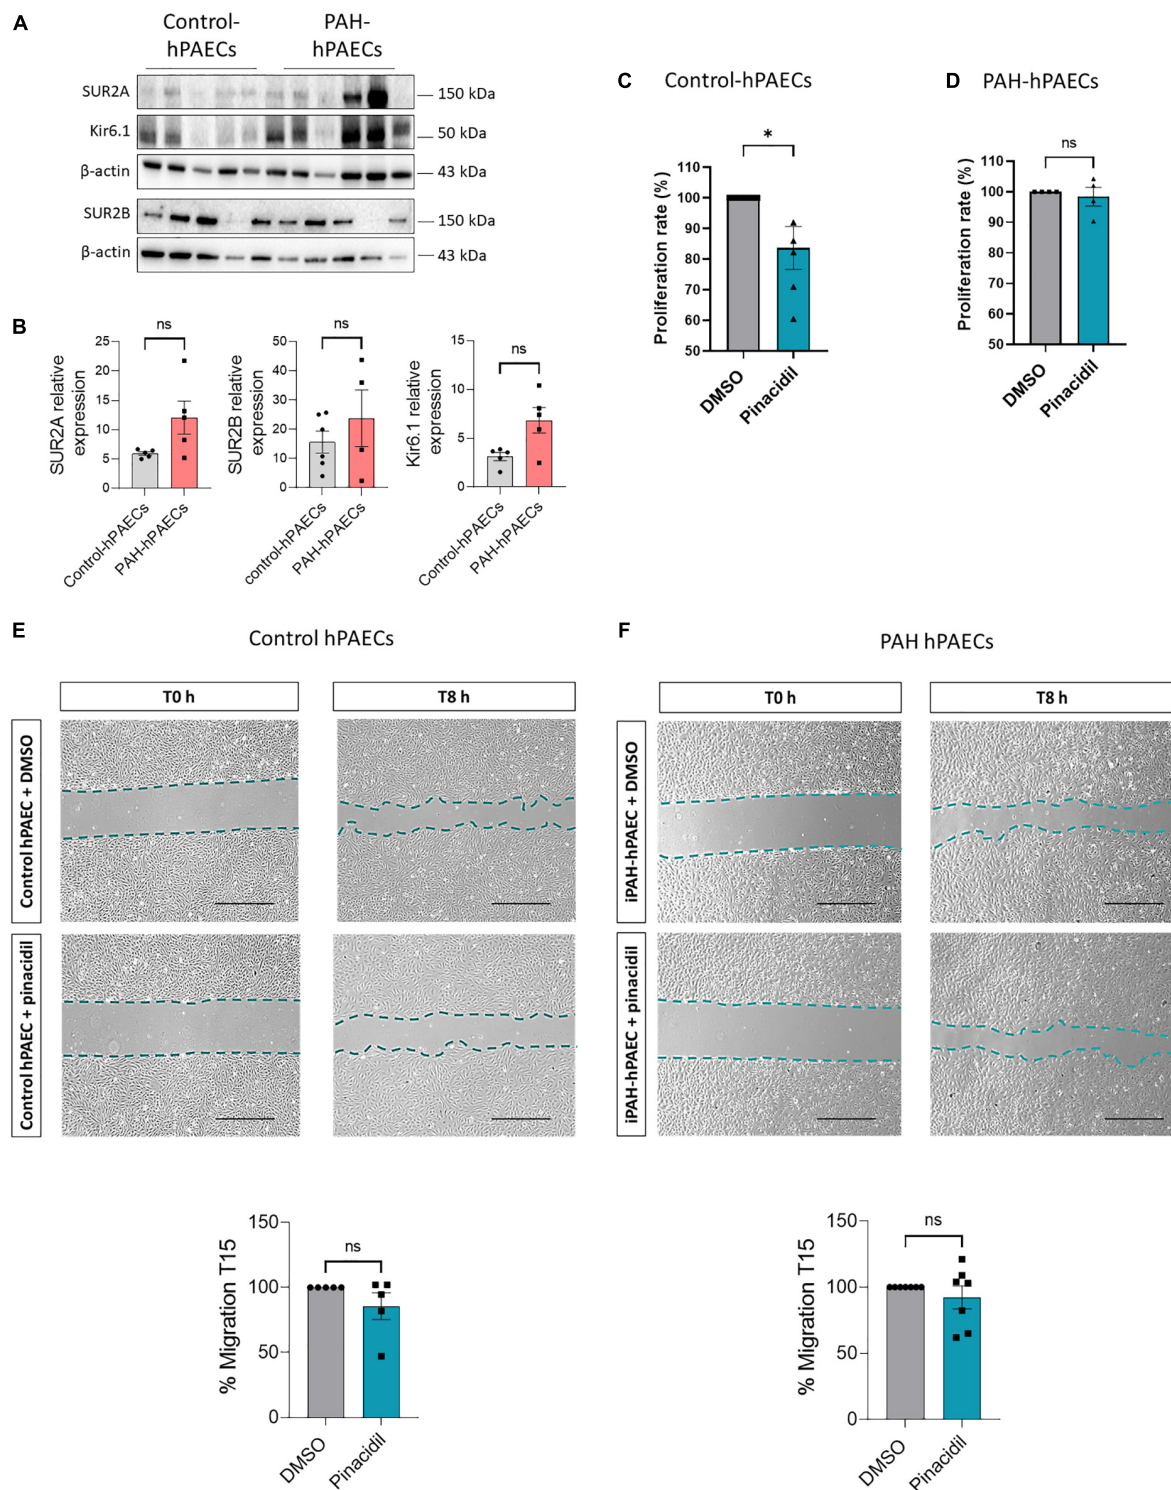 A
Control-
hPAECs
PAH-
hPAECs
SUR2A
150 kDa
Kir6.1
50 kDa
β-actin
43 kDa
SUR2B
150 kDa
β-actin
43 kDa
B
ns
25
20
15
10
5
0
SUR2A relative
expression
Control-hPAECs
PAH-hPAECs
ns
50
40
30
20
10
0
SUR2B relative
expression
control-hPAECs
PAH-hPAECs
ns
15
10
5
0
Kir6.1 relative
expression
Control-hPAECs
PAH-hPAECs
C
Control-hPAECs
*
110
100
90
80
70
60
50
Proliferation rate (%)
DMSO
Pinacidil
D
PAH-hPAECs
ns
110
100
90
80
70
60
50
Proliferation rate (%)
DMSO
Pinacidil
E
Control hPAECs
T0 h
T8 h
Control hPAEC + DMSO
Control hPAEC + pinacidil
150
100
50
0
% Migration T15
ns
DMSO
Pinacidil
F
PAH hPAECs
T0 h
T8 h
iPAH-hPAEC + DMSO
iPAH-hPAEC + pinacidil
150
100
50
0
% Migration T15
ns
DMSO
Pinacidil